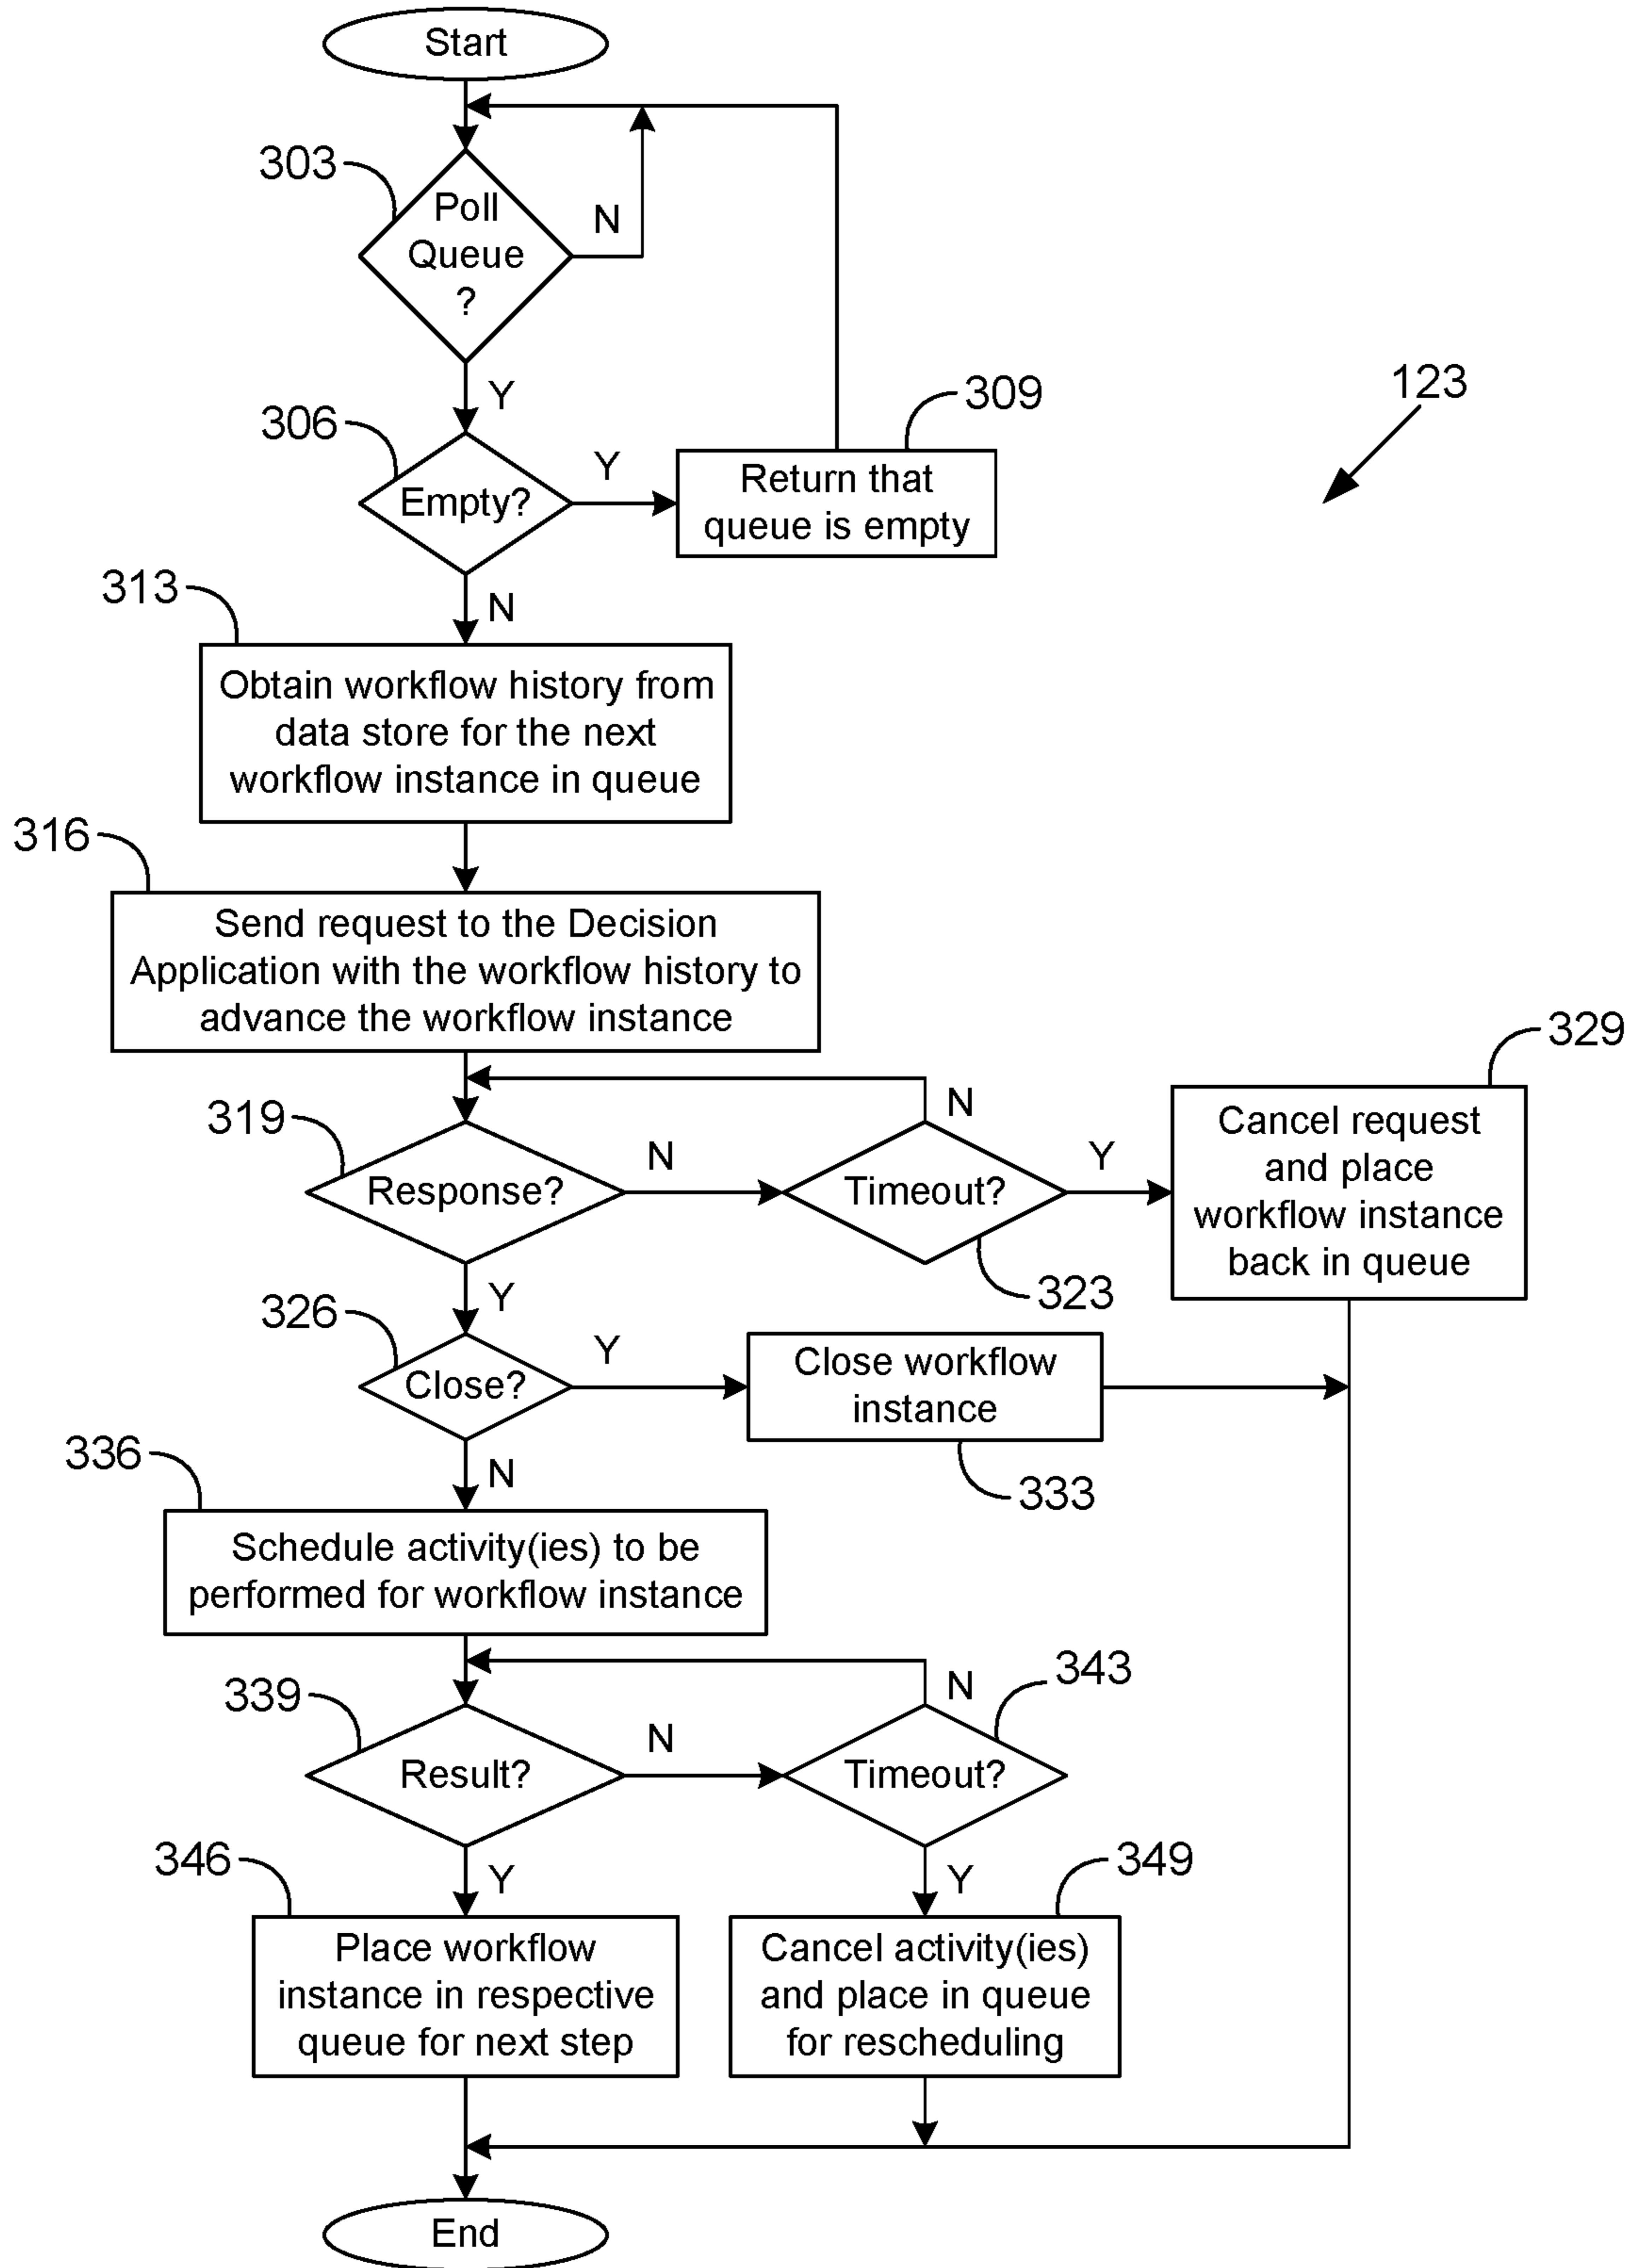 Start
303
Poll
Queue
?
N
Y
306
Empty?
Y
309
Return that
queue is empty
123
N
313
Obtain workflow history from
data store for the next
workflow instance in queue
316
Send request to the Decision
Application with the workflow history to
advance the workflow instance
319
Response?
N
Timeout?
N
Y
323
329
Cancel request
and place
workflow instance
back in queue
Y
326
Close?
Y
Close workflow
instance
333
N
336
Schedule activity(ies) to be
performed for workflow instance
339
Result?
N
Timeout?
N
343
Y
346
Place workflow
instance in respective
queue for next step
Y
349
Cancel activity(ies)
and place in queue
for rescheduling
End